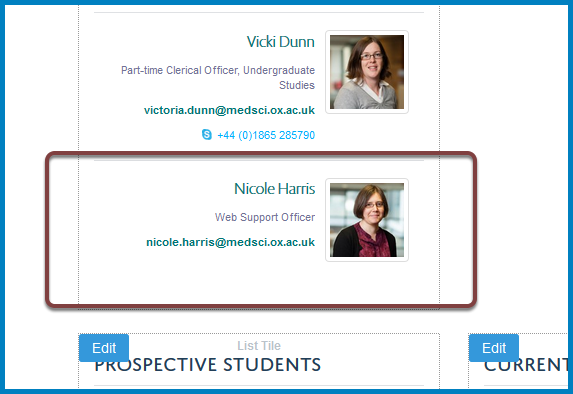 Vicki Dunn
Part-time Clerical Officer, Undergraduate
Studies
victoria.dunn@medsci.ox.ac.uk
+44 (0)1865 285790
Nicole Harris
Web Support Officer
nicole.harris@medsci.ox.ac.uk
Edit
List Tile
Edit
PROSPECTIVE STUDENTS
CURRENT